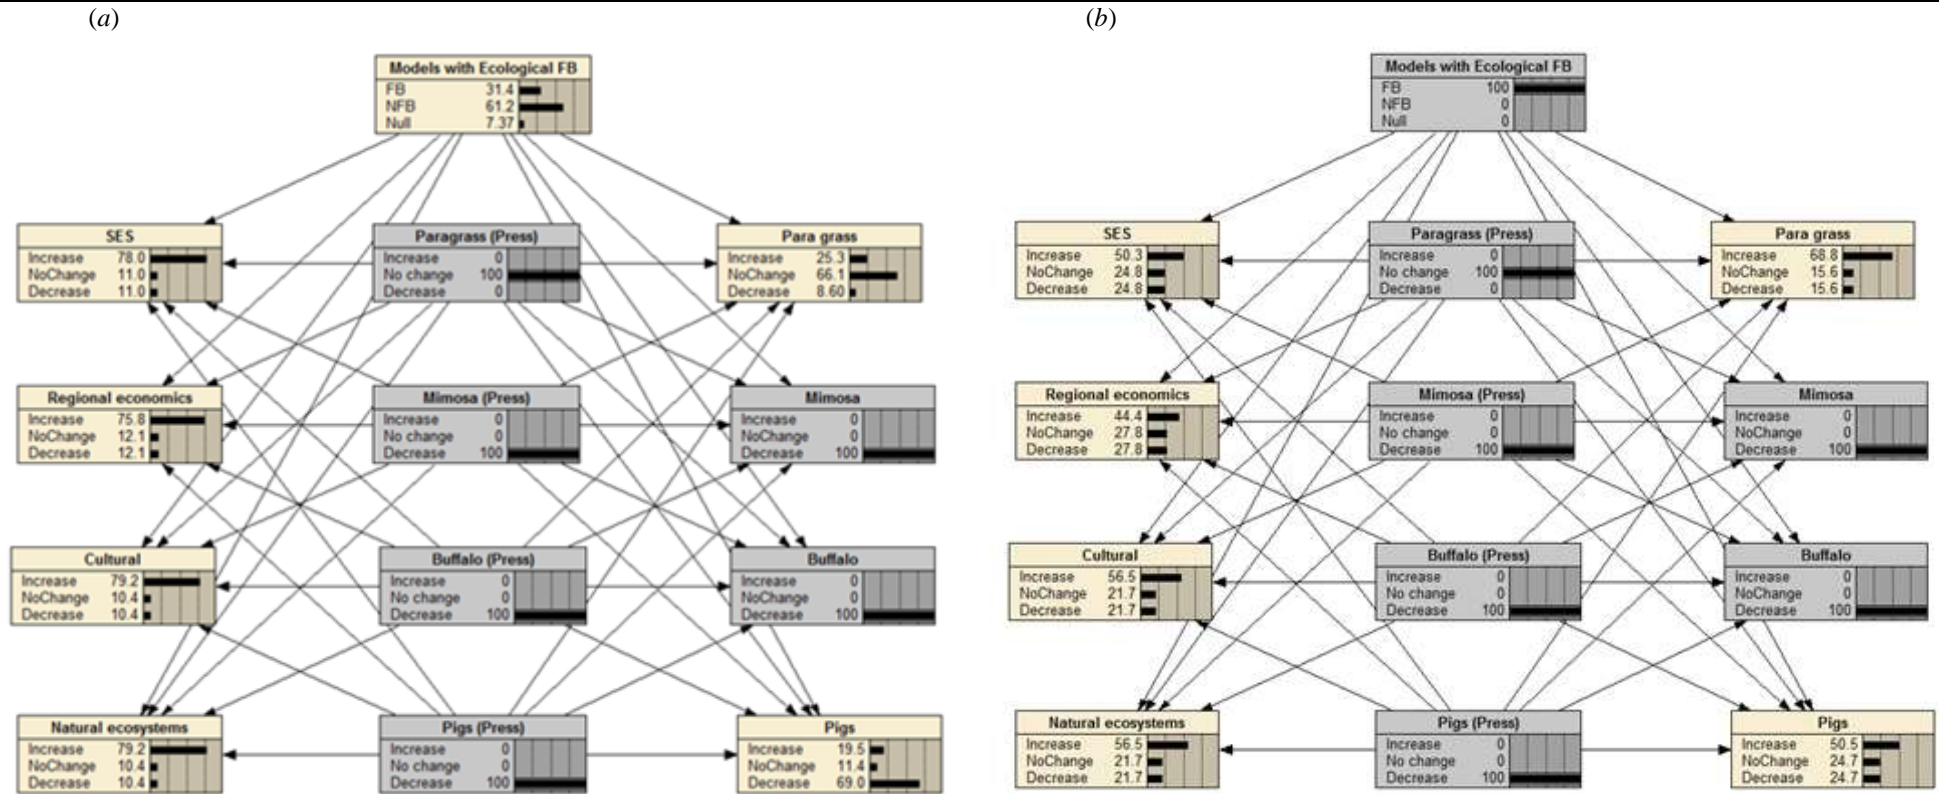 (a)
Models with Ecological FB
FB 31.4
NFB 61.2
Null 7.37
SES
Increase 78.0
NoChange 11.0
Decrease 11.0
Paragrass (Press)
Increase 0
No change 100
Decrease 0
Para grass
Increase 25.3
NoChange 66.1
Decrease 8.60
Regional economics
Increase 75.8
NoChange 12.1
Decrease 12.1
Mimosa (Press)
Increase 0
No change 0
Decrease 100
Mimosa
Increase 0
NoChange 0
Decrease 100
Cultural
Increase 79.2
NoChange 10.4
Decrease 10.4
Buffalo (Press)
Increase 0
No change 0
Decrease 100
Buffalo
Increase 0
NoChange 0
Decrease 100
Natural ecosystems
Increase 79.2
NoChange 10.4
Decrease 10.4
Pigs (Press)
Increase 0
No change 0
Decrease 100
Pigs
Increase 19.5
NoChange 11.4
Decrease 69.0
(b)
Models with Ecological FB
FB 100
NFB 0
Null 0
SES
Increase 50.3
NoChange 24.8
Decrease 24.8
Paragrass (Press)
Increase 0
No change 100
Decrease 0
Para grass
Increase 68.8
NoChange 15.6
Decrease 15.6
Regional economics
Increase 44.4
NoChange 27.8
Decrease 27.8
Mimosa (Press)
Increase 0
No change 0
Decrease 100
Mimosa
Increase 0
NoChange 0
Decrease 100
Cultural
Increase 56.5
NoChange 21.7
Decrease 21.7
Buffalo (Press)
Increase 0
No change 0
Decrease 100
Buffalo
Increase 0
NoChange 0
Decrease 100
Natural ecosystems
Increase 56.5
NoChange 21.7
Decrease 21.7
Pigs (Press)
Increase 0
No change 0
Decrease 100
Pigs
Increase 50.5
NoChange 24.7
Decrease 24.7